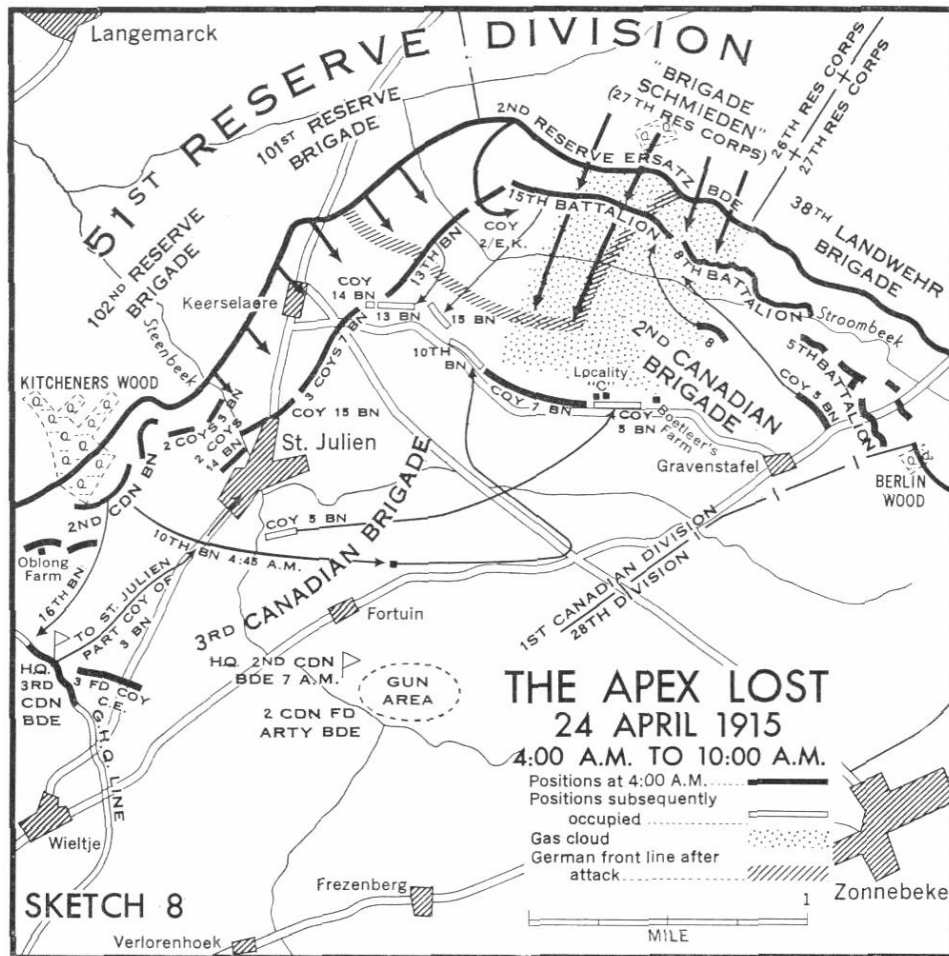 Langemarck
51ST RESERVE DIVISION
101ST RESERVE
BRIGADE
102ND RESERVE
BRIGADE
"BRIGADE
SCHMIEDEN"
(27TH RES CORPS)
26TH RES CORPS
27TH RES CORPS
2ND RESERVE ERSATZ BDE
38TH LANDWEHR
BRIGADE
15TH BATTALION
COY
2/E.K.
13TH BN
8TH BATTALION
Stroombeek
5TH BATTALION
Keerselaere
COY
14 BN
13 BN
15 BN
10TH
BN
Steenbeek
KITCHENERS WOOD
3 COYS 7 BN
2ND CANADIAN
BRIGADE
8
COY 5 BN
Locality
"C"
COY 7 BN
COY
5 BN
Boetleer's
Farm
Gravenstafel
BERLIN
WOOD
2 COYS 3 BN
2 COYS
14 BN
COY 15 BN
St. Julien
2ND CDN BN
COY 5 BN
10TH BN 4:45 A.M.
3RD CANADIAN BRIGADE
1ST CANADIAN DIVISION
28TH DIVISION
Oblong
Farm
16TH BN
TO ST. JULIEN
PART COY OF
3 BN
Fortuin
H.Q.
3RD
CDN
BDE
3 FD COY
C.E.
G.H.Q. LINE
H.Q. 2ND CDN
BDE 7 A.M.
GUN
AREA
2 CDN FD
ARTY BDE
THE APEX LOST
24 APRIL 1915
4:00 A.M. TO 10:00 A.M.
Positions at 4:00 A.M.
Positions subsequently
occupied
Gas cloud
German front line after
attack
1
MILE
Wieltje
Frezenberg
Verlorenhoek
Zonnebeke
SKETCH 8